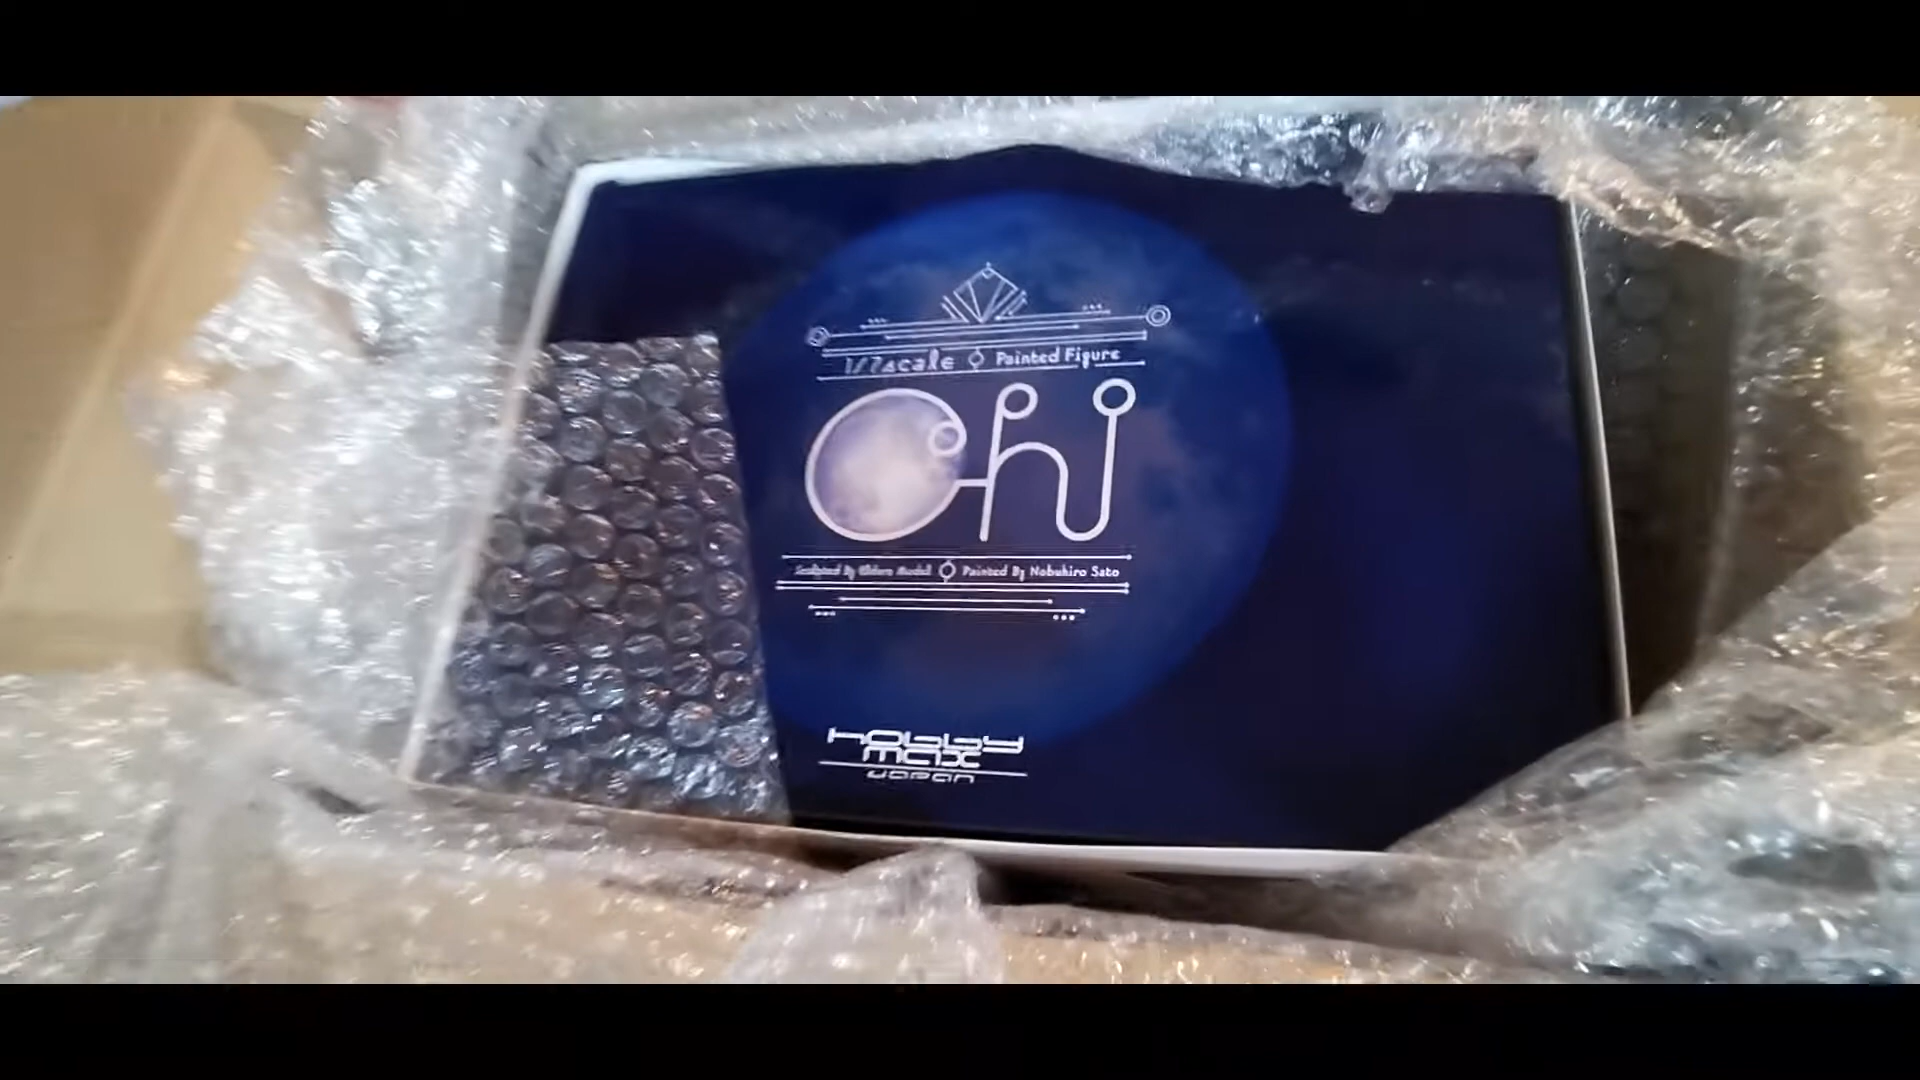 1/7scale Painted Figure
Chi
Sculpted By Painted By Nobuhiro Sato
hobby
max
JAPAN